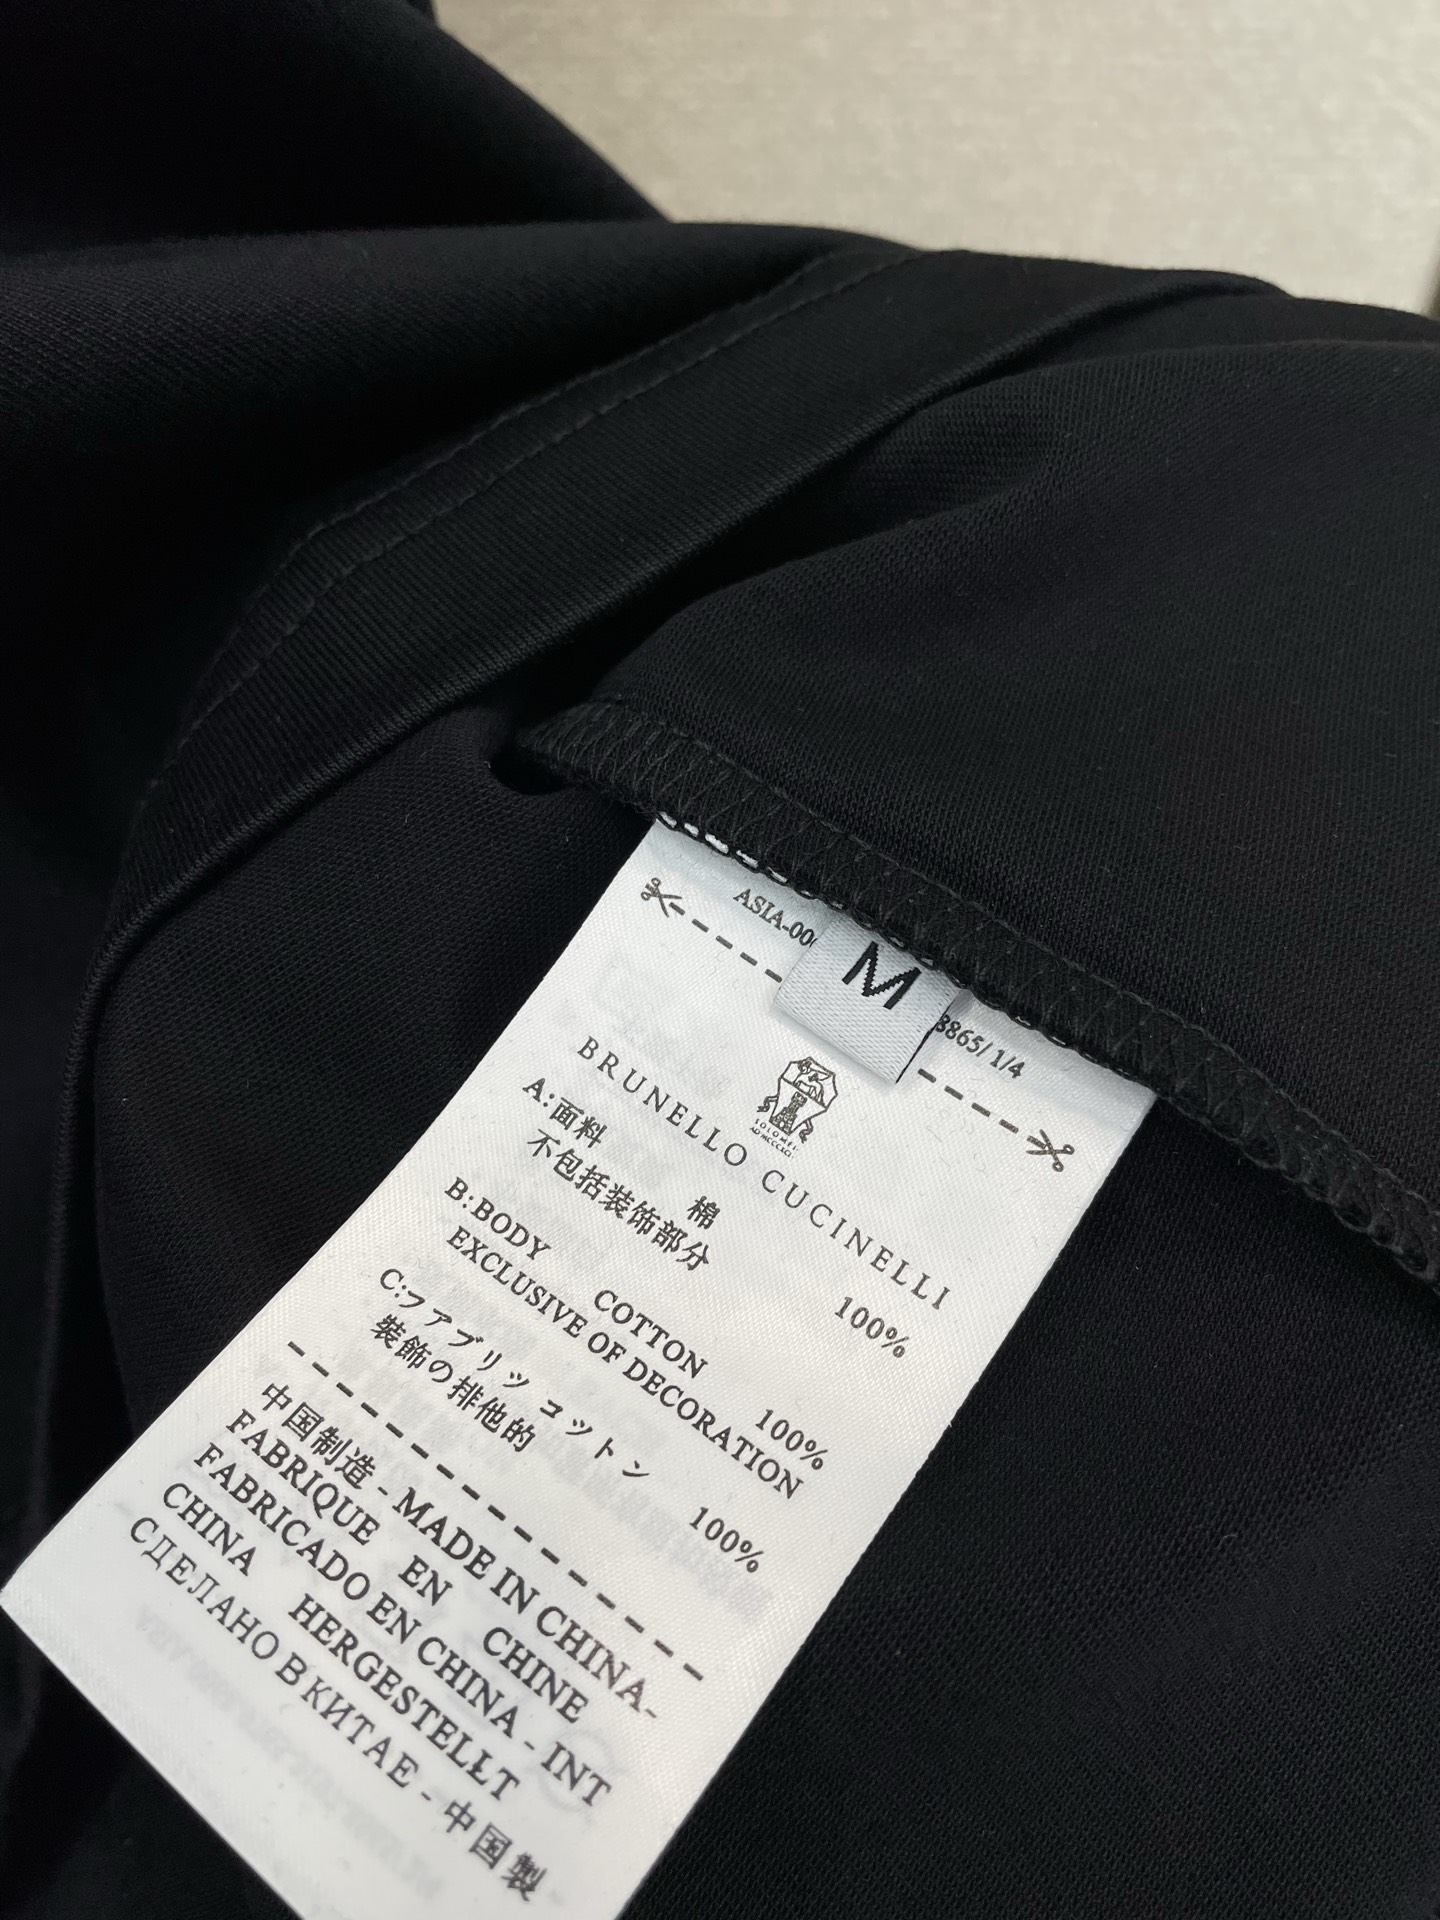 ASIA-00
M
3865/1/4
SOLOMEI
BRUNELLO CUCINELLI
A:面料 棉 100%
不包括装饰部分
B:BODY COTTON 100%
EXCLUSIVE OF DECORATION
C:ファブリッ コットン 100%
装飾の排他的
中国制造 - MADE IN CHINA-
FABRIQUE EN CHINE
FABRICADO EN CHINA - INT
CHINA HERGESTELLT
СДЕЛАНО В КИТАЕ - 中国製